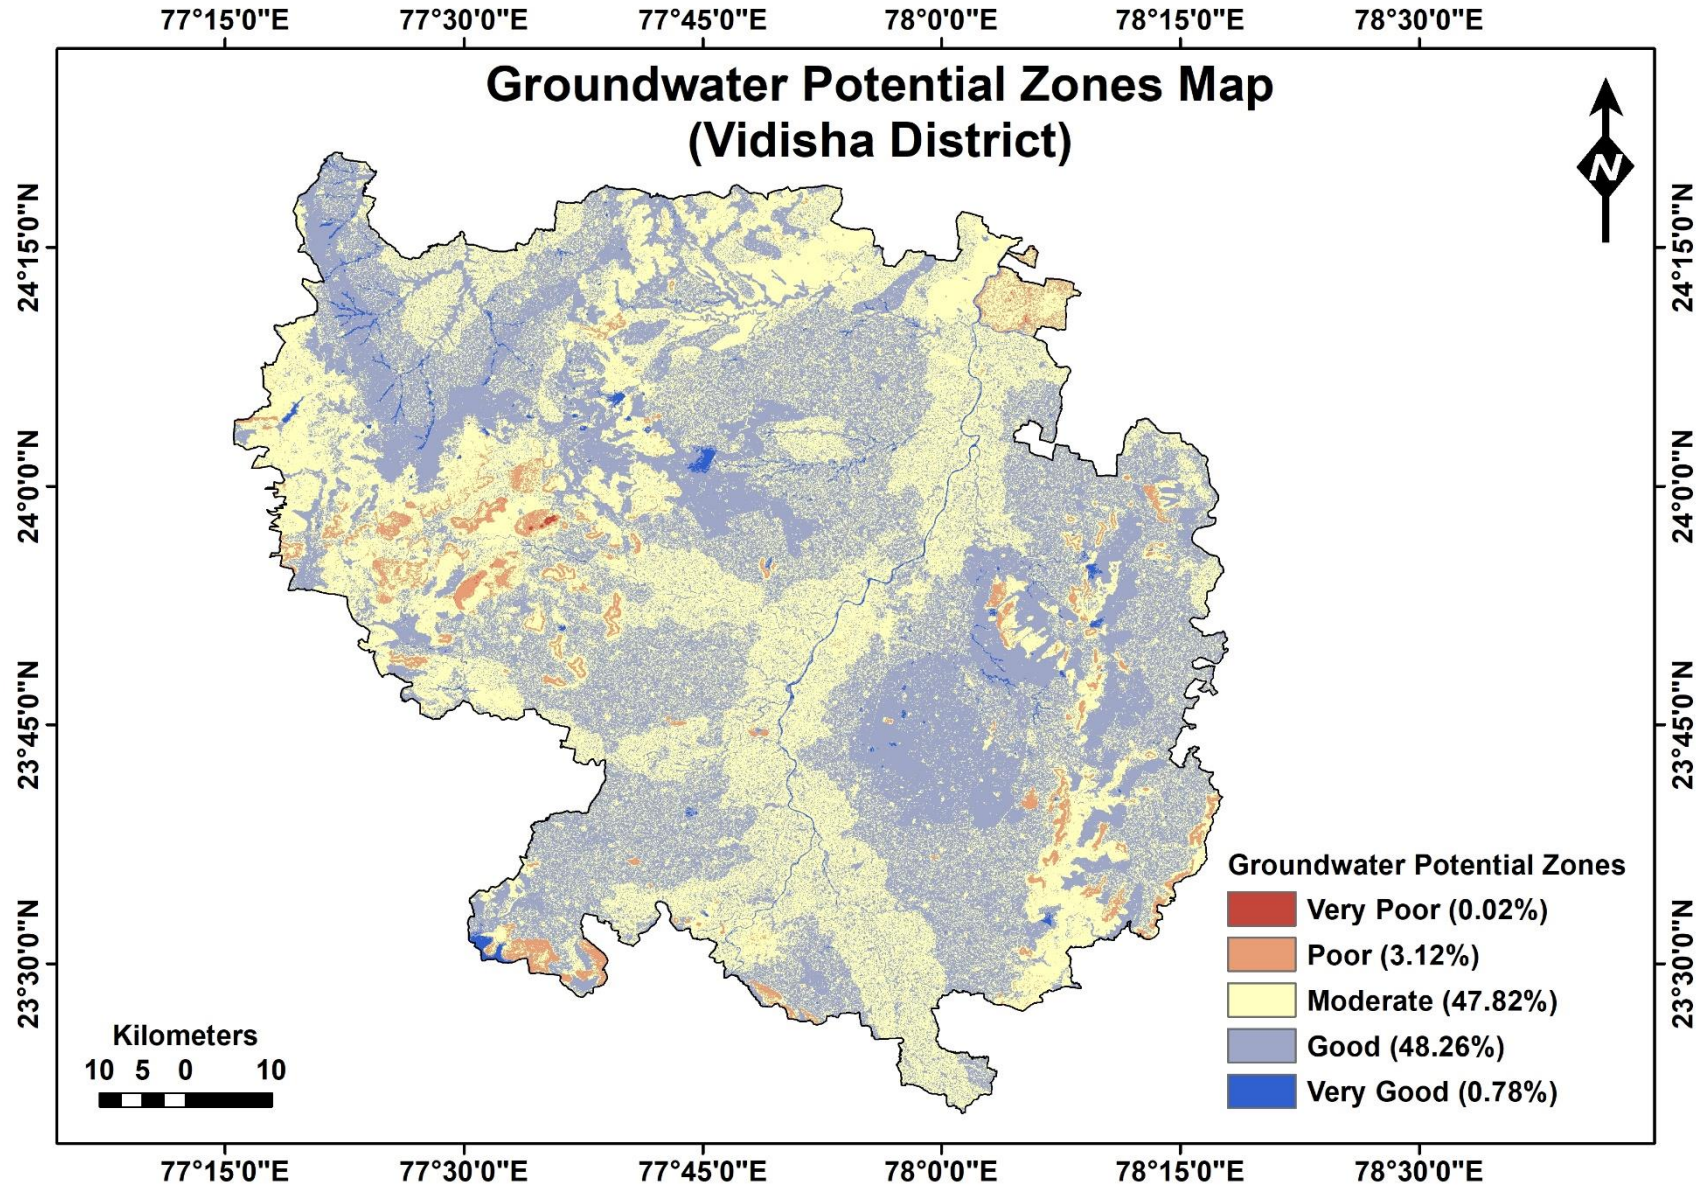 77°15'0"E 77°30'0"E 77°45'0"E 78°0'0"E 78°15'0"E 78°30'0"E
Groundwater Potential Zones Map
(Vidisha District)
N
24°15'0"N 24°15'0"N
24°0'0"N 24°0'0"N
23°45'0"N 23°45'0"N
23°30'0"N 23°30'0"N
Groundwater Potential Zones
Very Poor (0.02%)
Poor (3.12%)
Moderate (47.82%)
Good (48.26%)
Very Good (0.78%)
Kilometers
10 5 0 10
77°15'0"E 77°30'0"E 77°45'0"E 78°0'0"E 78°15'0"E 78°30'0"E